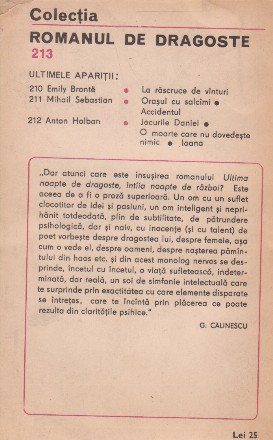 Colecția
ROMANUL DE DRAGOSTE
213
ULTIMELE APARIȚII:
210 Emily Brontë • La răscruce de vînturi
211 Mihail Sebastian • Orașul cu salcîmi •
Accidentul
212 Anton Holban • Jocurile Daniei •
O moarte care nu dovedește
nimic • Ioana
„Dar atunci care este însușirea romanului Ultima
noapte de dragoste, întîia noapte de război? Este
aceea de a fi o proză superioară. Un om cu un suflet
clocotitor de idei și pasiuni, un om inteligent și nepri-
hănit totdeodată, plin de subtilitate, de pătrundere
psihologică, dar și naiv, cu inocențe (și cu talent) de
poet vorbește despre dragostea lui, despre femeie, așa
cum o vede el, despre oameni, despre nașterea pămîn-
tului din haos etc. și din acest monolog nervos se des-
prinde, încetul cu încetul, o viață sufletească, indeter-
minată, dar reală, un soi de simfonie intelectuală care
te surprinde prin exactitatea cu care elemente disparate
se întrețes, care te încîntă prin plăcerea ce poate
rezulta din claritățile psihice."
G. CALINESCU
Lei 25